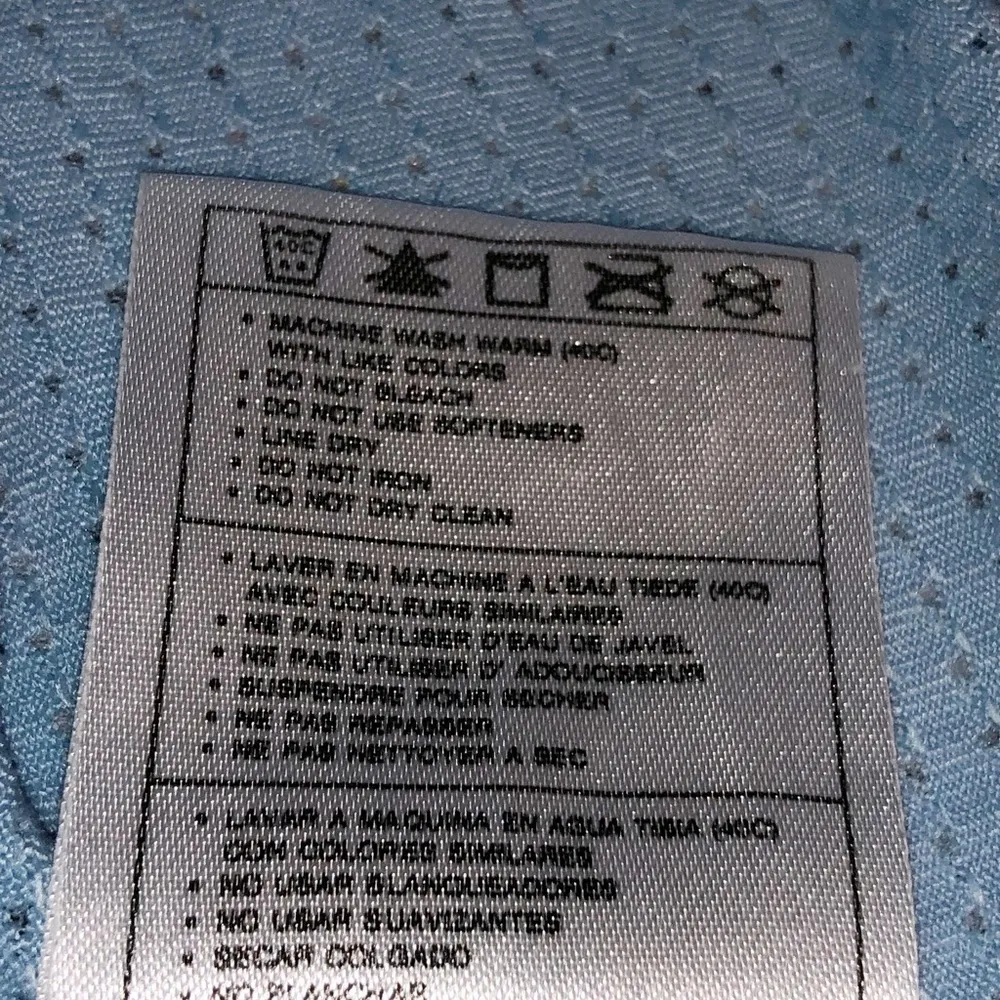 40C
• MACHINE WASH WARM (40C)
WITH LIKE COLORS
• DO NOT BLEACH
• DO NOT USE SOFTENERS
• LINE DRY
• DO NOT IRON
• DO NOT DRY CLEAN
• LAVER EN MACHINE A L'EAU TIEDE (40C)
AVEC COULEURS SIMILAIRES
• NE PAS UTILISER D'EAU DE JAVEL
• NE PAS UTILISER D' ADOUCISSEUR
• SUSPENDRE POUR SECHER
• NE PAS REPASSER
• NE PAS NETTOYER A SEC
• LAVAR A MAQUINA EN AGUA TIBIA (40C)
CON COLORES SIMILARES
• NO USAR BLANQUEADORES
• NO USAR SUAVIZANTES
• SECAR COLGADO
• NO PLANCHAR